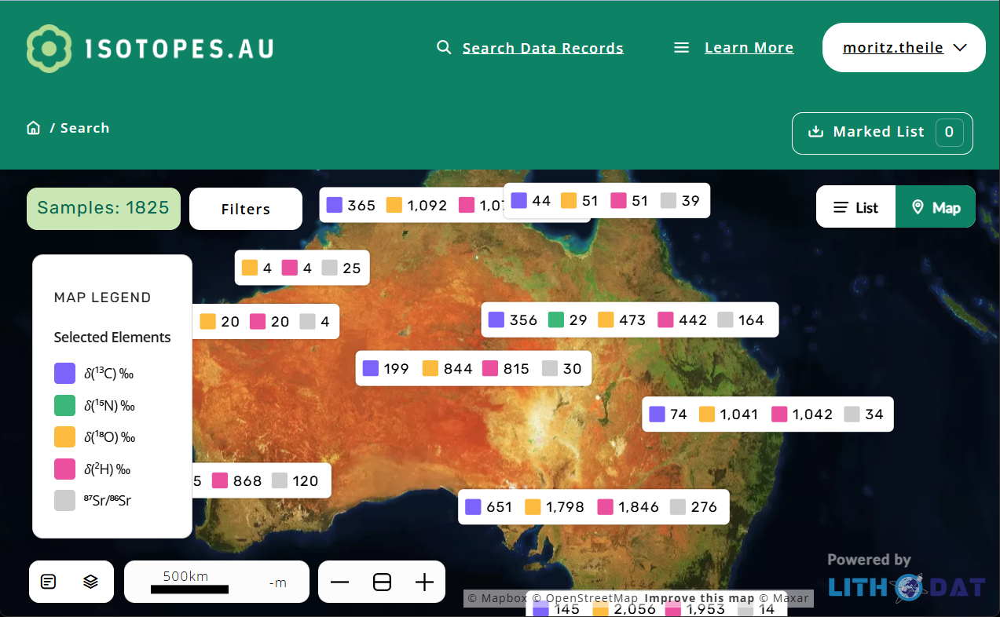 1SOTOPES.AU
Search Data Records
Learn More
moritz.theile
/ Search
Marked List 0
Samples: 1825
Filters
365 1,092
44 51 51 39
List
Map
4 4 25
MAP LEGEND
Selected Elements
δ(¹³C) ‰
δ(¹⁵N) ‰
δ(¹⁸O) ‰
δ(²H) ‰
⁸⁷Sr/⁸⁶Sr
20 20 4
356 29 473 442 164
199 844 815 30
74 1,041 1,042 34
5 868 120
651 1,798 1,846 276
Powered by
LITHODAT
500km
-m
© Mapbox © OpenStreetMap Improve this map © Maxar
145 2,056 1,953 14